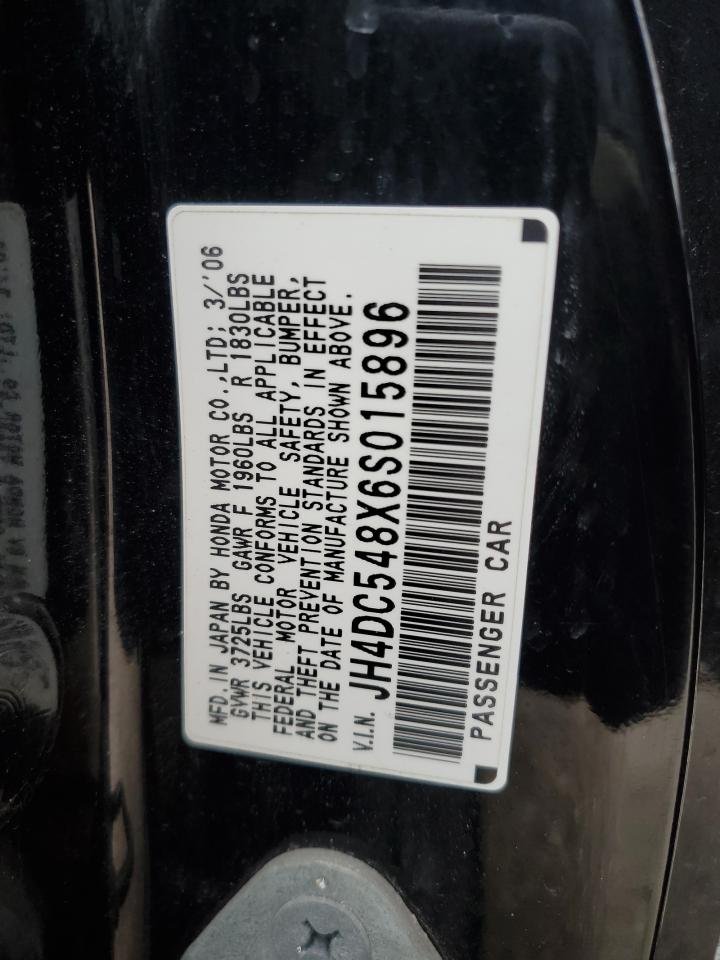 MFD. IN JAPAN BY HONDA MOTOR CO.,LTD; 3/'06
GVWR 3725LBS GAWR F 1960LBS R 1830LBS
THIS VEHICLE CONFORMS TO ALL APPLICABLE
FEDERAL MOTOR VEHICLE SAFETY, BUMPER,
AND THEFT PREVENTION STANDARDS IN EFFECT
ON THE DATE OF MANUFACTURE SHOWN ABOVE.
V.I.N. JH4DC548X6S015896
PASSENGER CAR